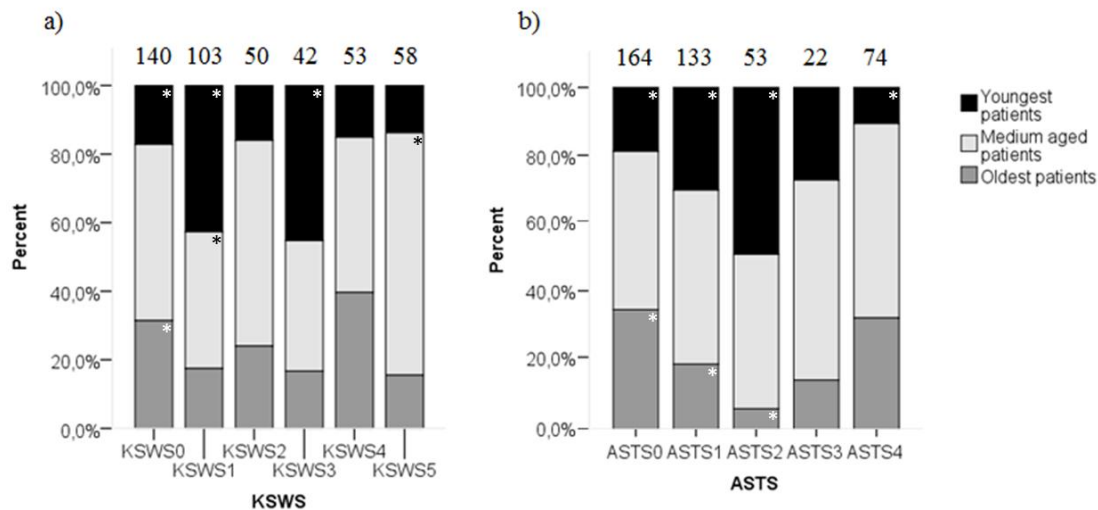 a)
140 103 50 42 53 58
100,0%
80,0%
60,0%
40,0%
20,0%
0,0%
Percent
* * *
*
*
*
KSWS0 KSWS2 KSWS4
KSWS1 KSWS3 KSWS5
KSWS
b)
164 133 53 22 74
100,0%
80,0%
60,0%
40,0%
20,0%
0,0%
Percent
* * * *
*
*
*
ASTS0 ASTS1 ASTS2 ASTS3 ASTS4
ASTS
Youngest
patients
Medium aged
patients
Oldest patients